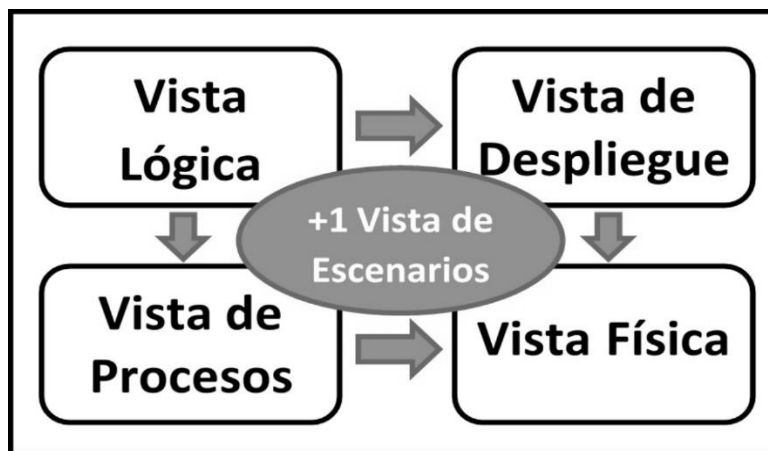 Vista
Lógica
Vista de
Despliegue
+1 Vista de
Escenarios
Vista de
Procesos
Vista Física